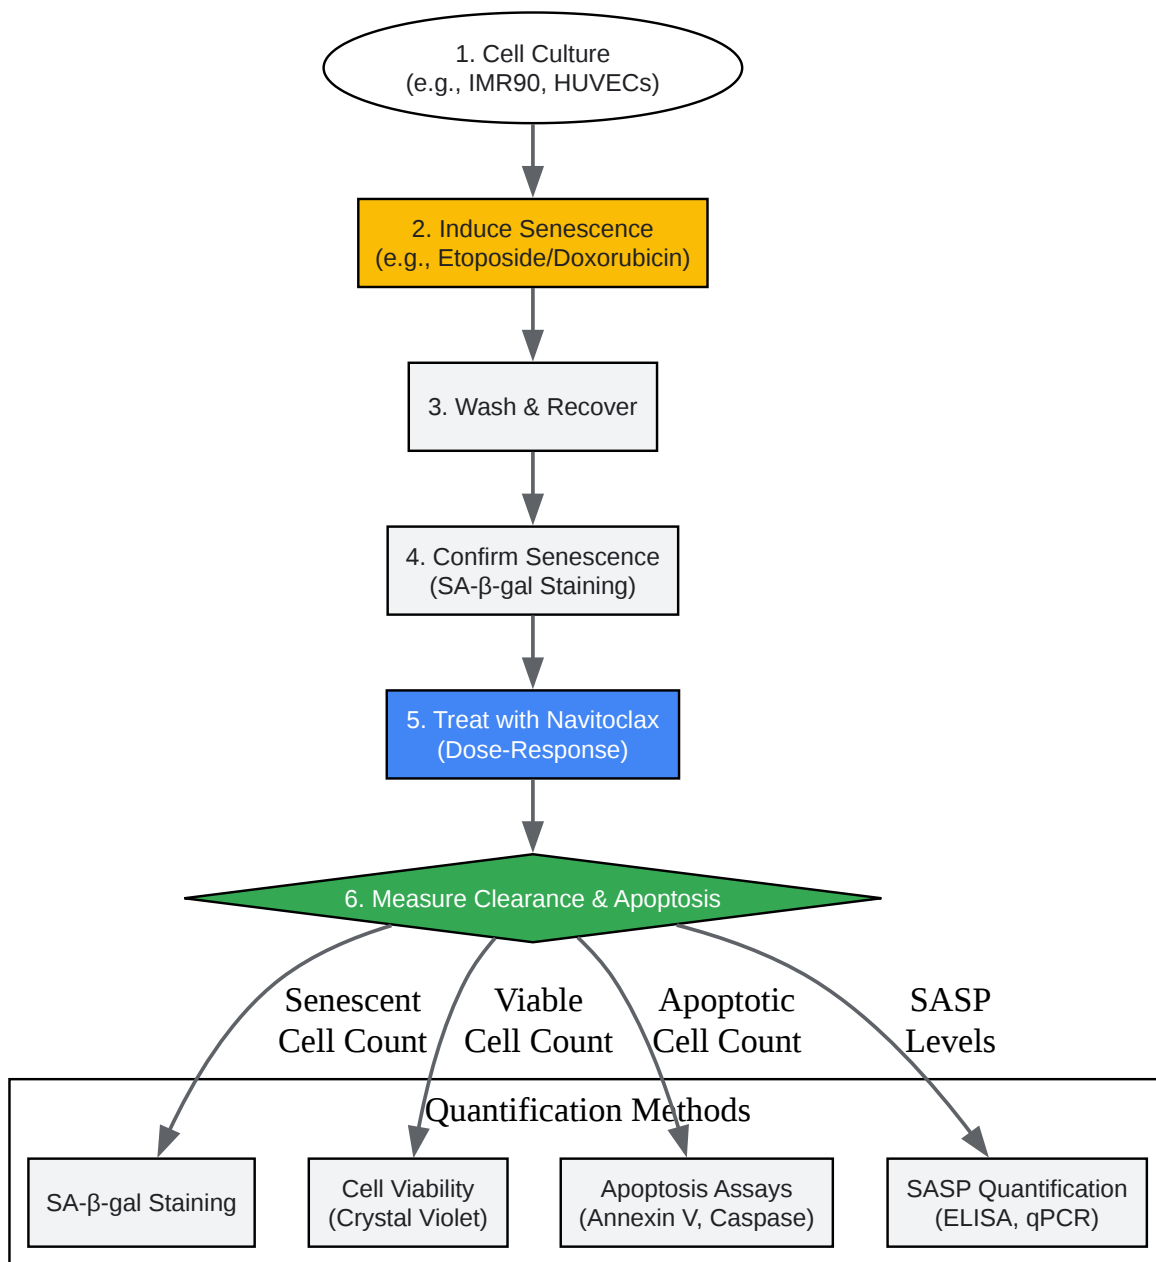 1. Cell Culture
(e.g., IMR90, HUVECs)
2. Induce Senescence
(e.g., Etoposide/Doxorubicin)
3. Wash & Recover
4. Confirm Senescence
(SA-β-gal Staining)
5. Treat with Navitoclax
(Dose-Response)
6. Measure Clearance & Apoptosis
Senescent
Cell Count
Viable
Cell Count
Apoptotic
Cell Count
SASP
Levels
Quantification Methods
SA-β-gal Staining
Cell Viability
(Crystal Violet)
Apoptosis Assays
(Annexin V, Caspase)
SASP Quantification
(ELISA, qPCR)